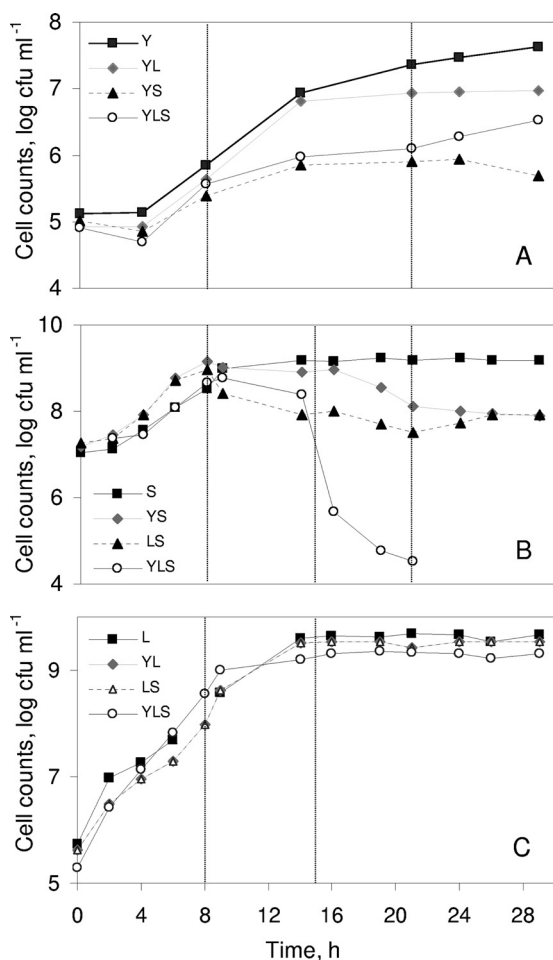 Cell counts, log cfu ml⁻¹
8
7
6
5
4
Y
YL
YS
YLS
A
Cell counts, log cfu ml⁻¹
10
8
6
4
S
YS
LS
YLS
B
Cell counts, log cfu ml⁻¹
9
7
5
L
YL
LS
YLS
C
0 4 8 12 16 20 24 28
Time, h